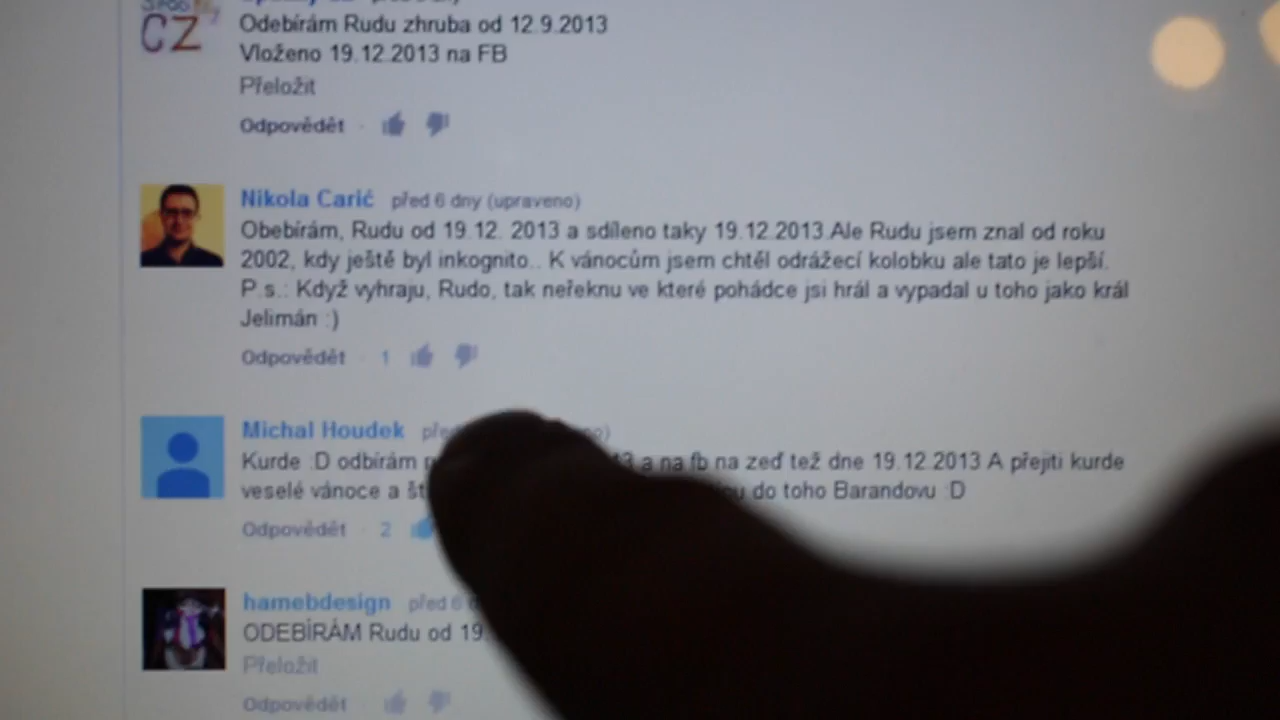 CZ
Odebírám Rudu zhruba od 12.9.2013
Vloženo 19.12.2013 na FB
Přeložit
Odpovědět ·
Nikola Carić před 6 dny (upraveno)
Obebírám, Rudu od 19.12. 2013 a sdíleno taky 19.12.2013.Ale Rudu jsem znal od roku
2002, kdy ještě byl inkognito.. K vánocům jsem chtěl odrážecí kolobku ale tato je lepší.
P.s.: Když vyhraju, Rudo, tak neřeknu ve které pohádce jsi hrál a vypadal u toho jako král
Jelimán :)
Odpovědět · 1
Michal Houdek
Kurde :D odbírám a na fb na zeď též dne 19.12.2013 A přejiti kurde
veselé vánoce a do toho Barandovu :D
Odpovědět · 2
hamebdesign před 6
ODEBÍRÁM Rudu od 19.
Přeložit
Odpovědět ·